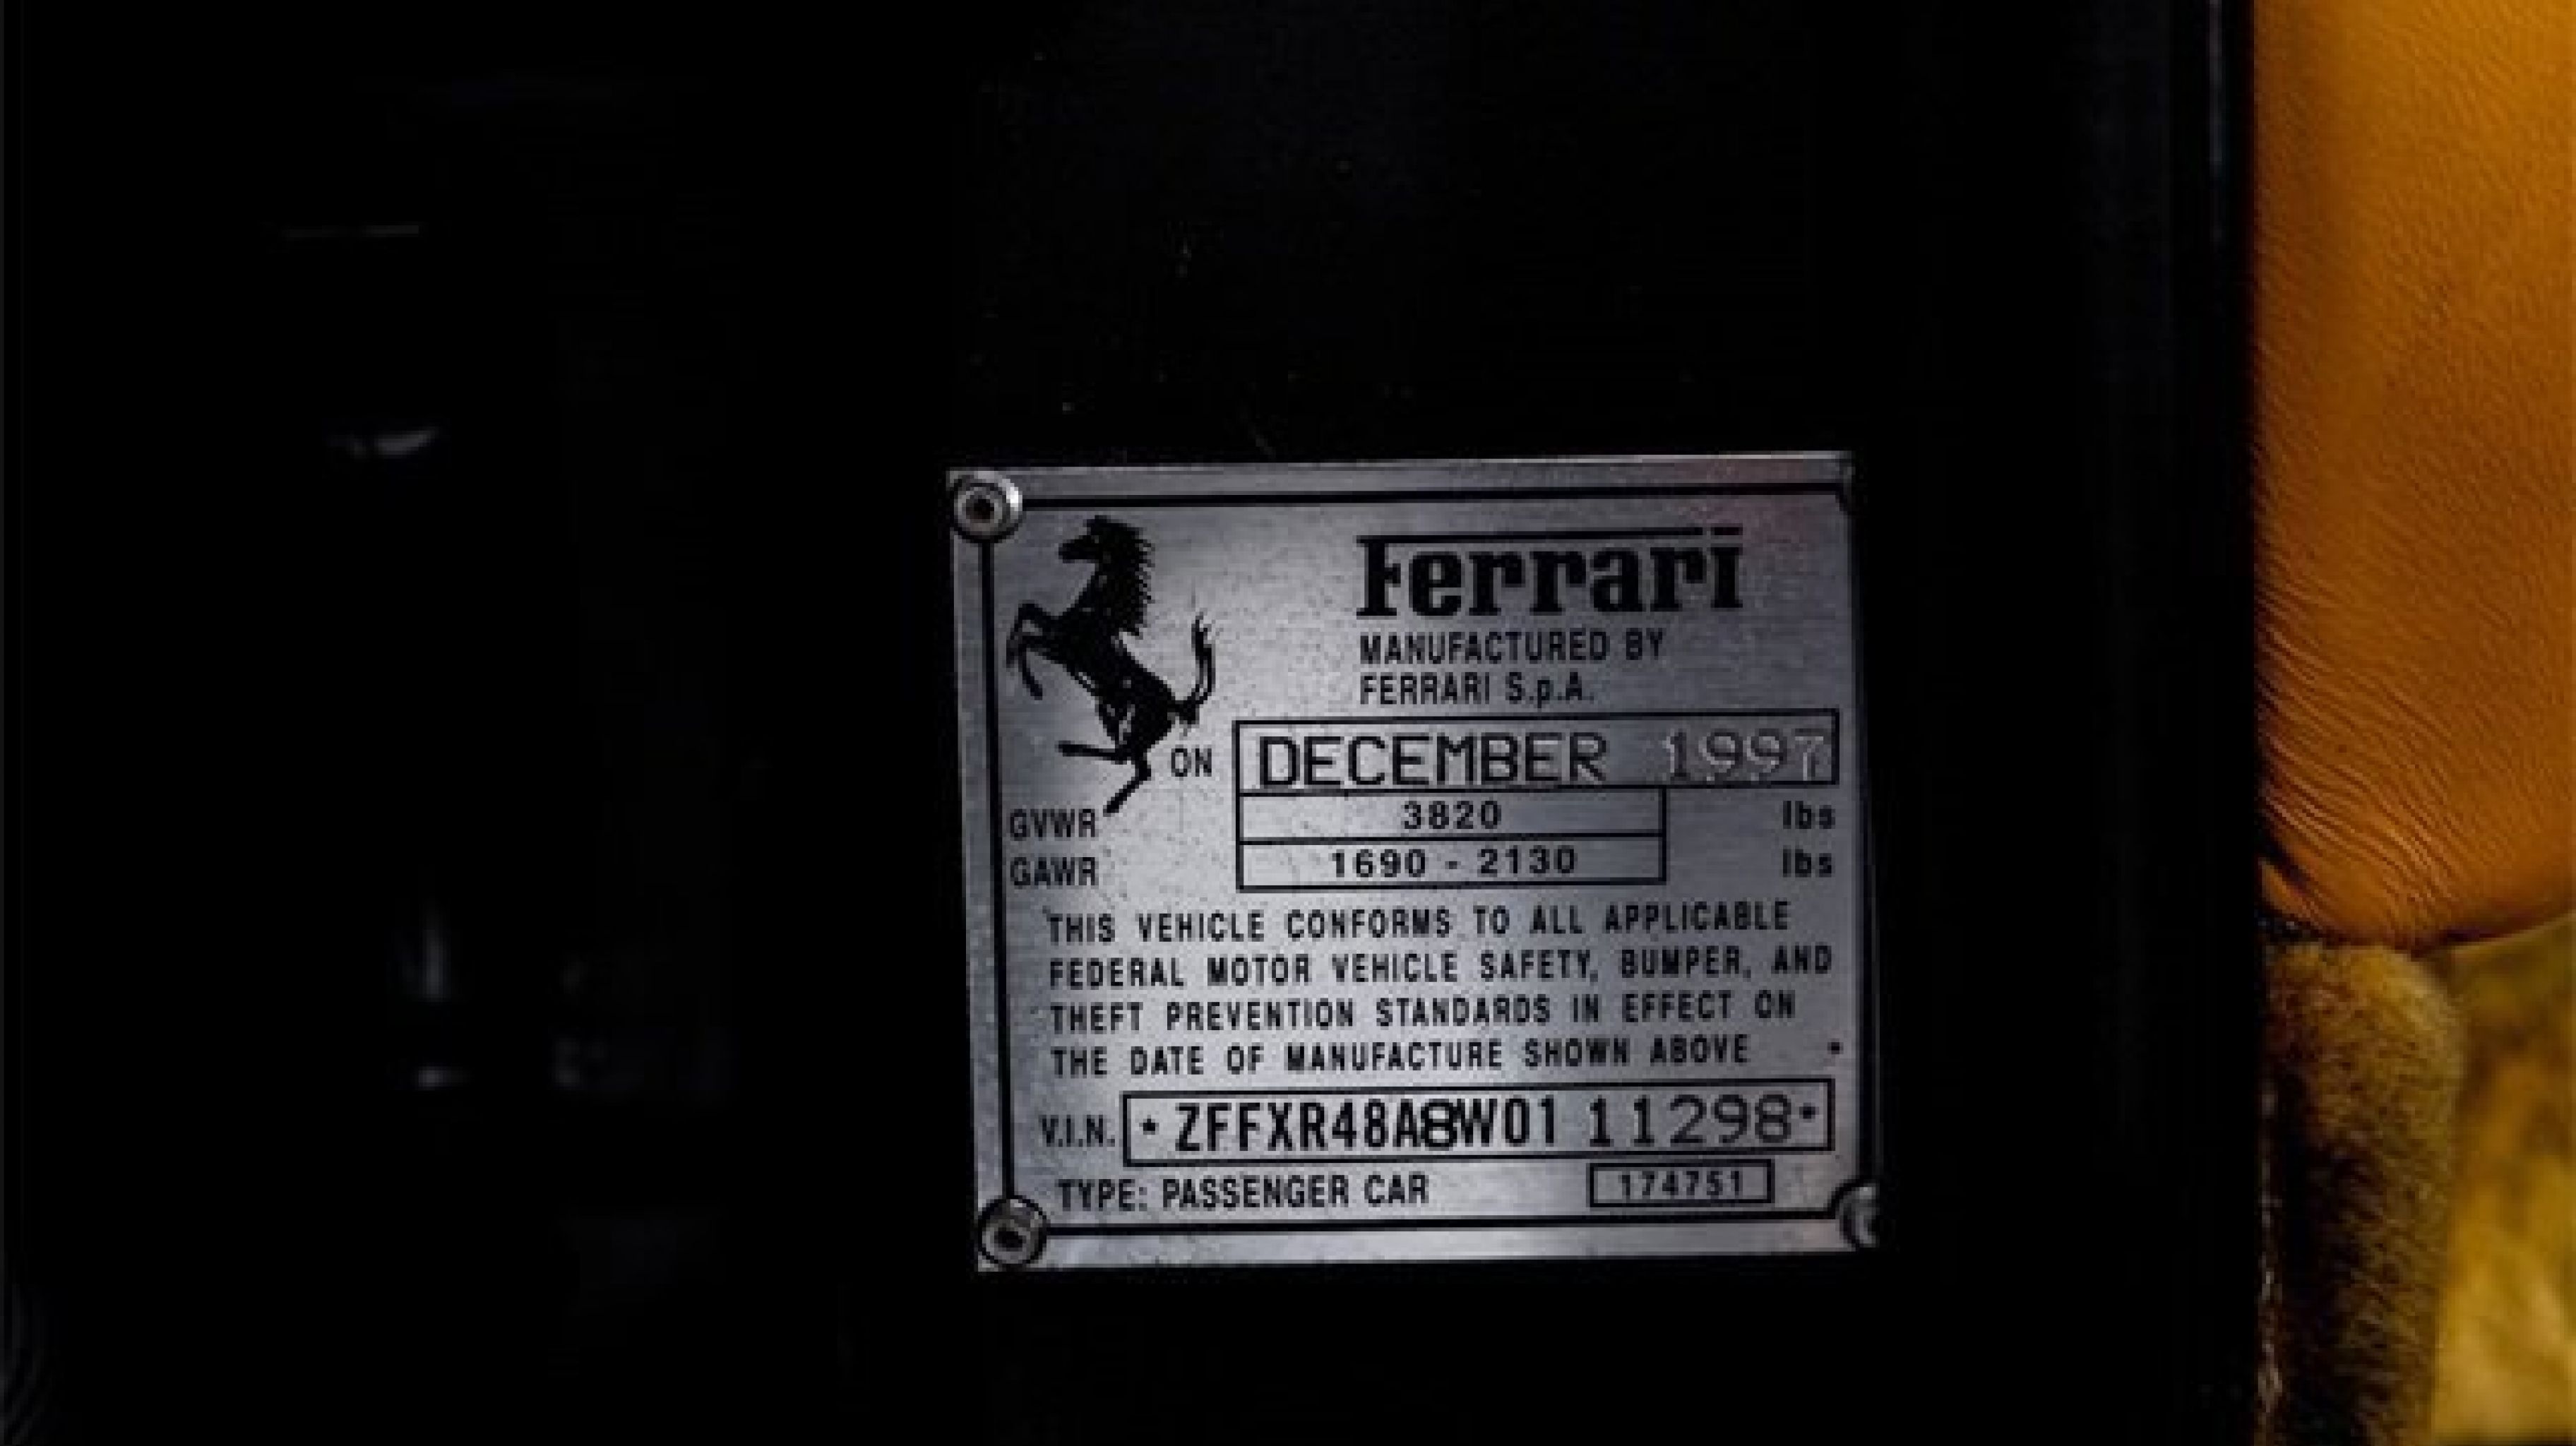 Ferrari
MANUFACTURED BY
FERRARI S.p.A.
ON DECEMBER 1997
GVWR 3820 lbs
GAWR 1690 - 2130 lbs
THIS VEHICLE CONFORMS TO ALL APPLICABLE
FEDERAL MOTOR VEHICLE SAFETY, BUMPER, AND
THEFT PREVENTION STANDARDS IN EFFECT ON
THE DATE OF MANUFACTURE SHOWN ABOVE
V.I.N. * ZFFXR48A8W01 11298*
TYPE: PASSENGER CAR 174751